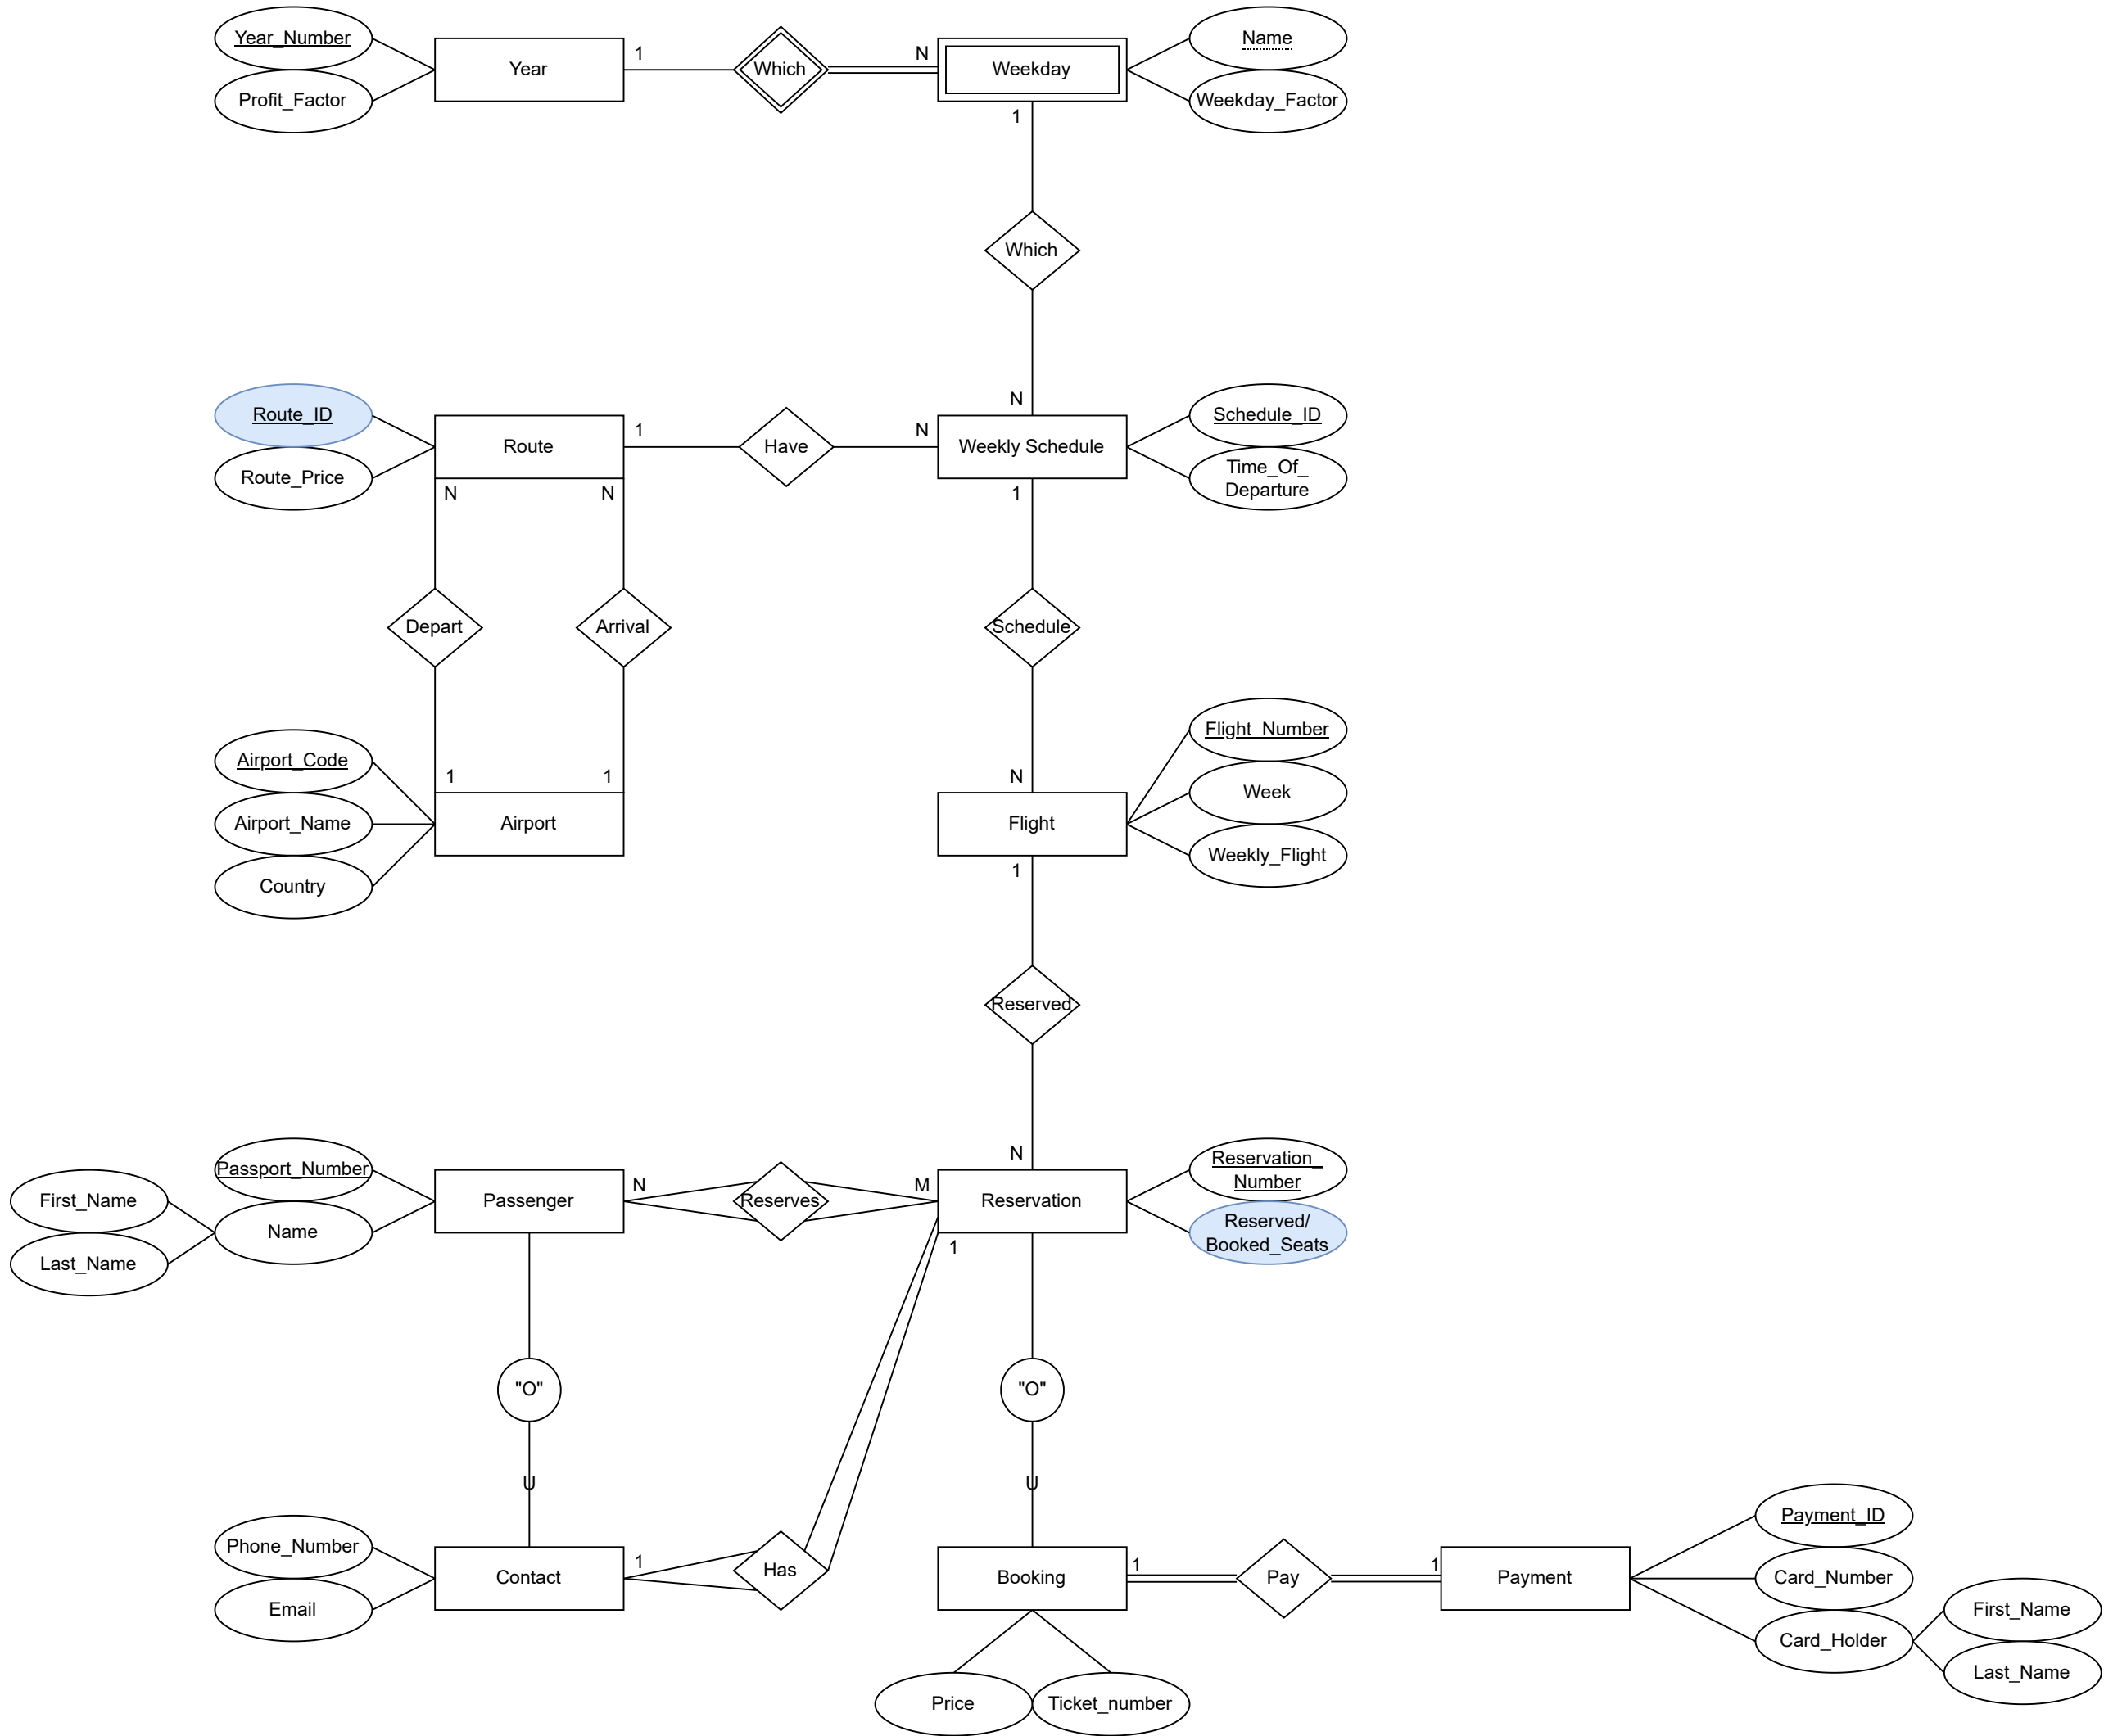 Year_Number
Profit_Factor
Year
1
Which
N
Weekday
Name
Weekday_Factor
1
Which
N
Route_ID
Route_Price
Route
1
Have
N
Weekly Schedule
Schedule_ID
Time_Of_
Departure
N
N
1
Depart
Arrival
Schedule
Airport_Code
Airport_Name
Country
1
1
Airport
N
Flight
Flight_Number
Week
Weekly_Flight
1
Reserved
N
First_Name
Last_Name
Passport_Number
Name
Passenger
N
Reserves
M
Reservation
Reservation_
Number
Reserved/
Booked_Seats
1
"O"
"O"
U
U
Phone_Number
Email
Contact
1
Has
Booking
1
Pay
1
Payment
Payment_ID
Card_Number
Card_Holder
First_Name
Last_Name
Price
Ticket_number